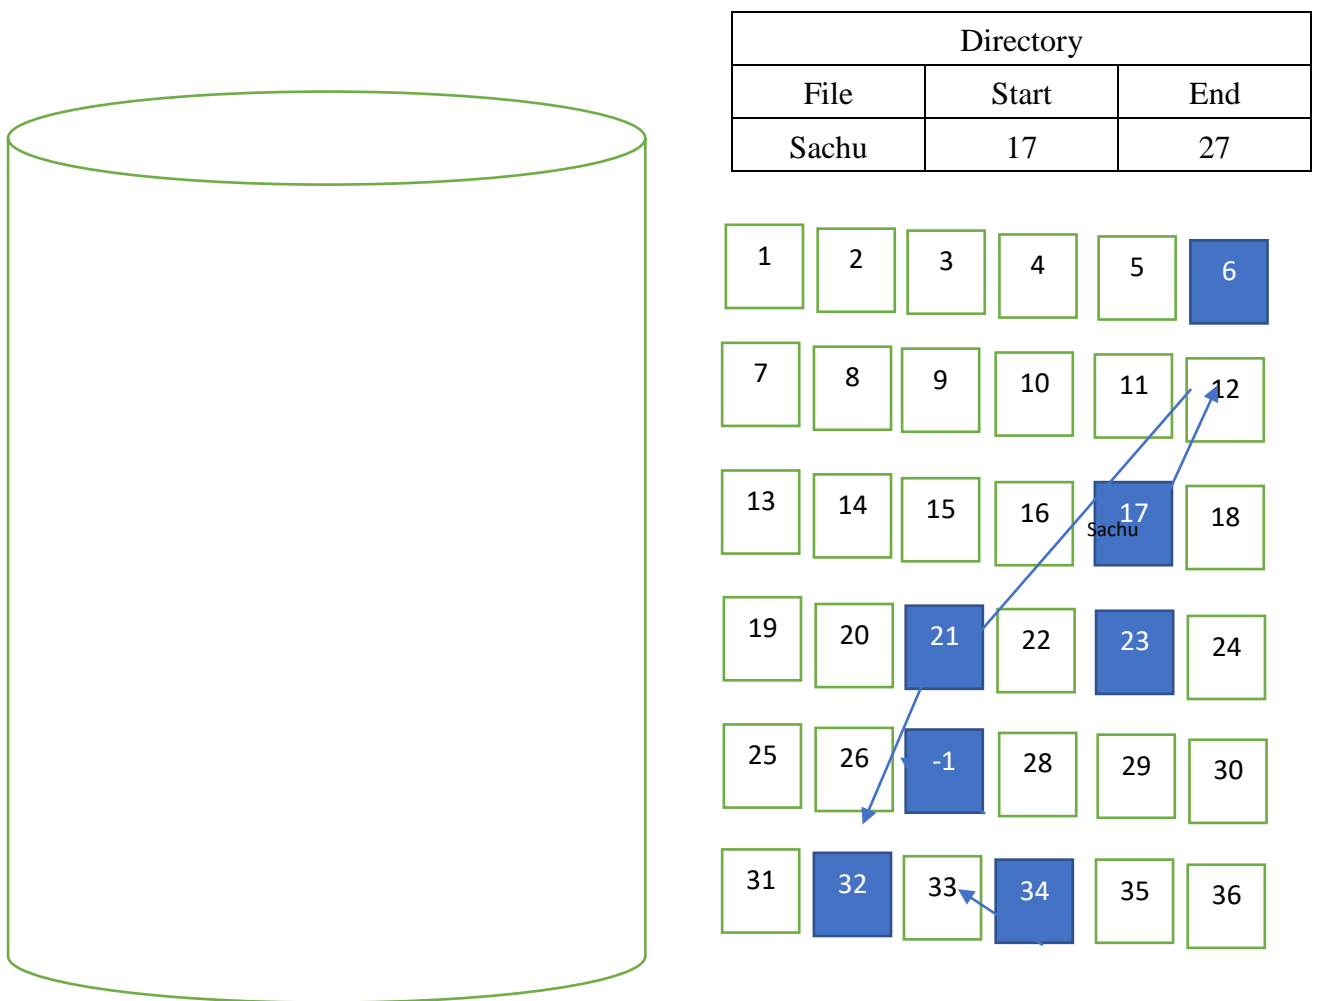 Directory
File Start End
Sachu 17 27
1 2 3 4 5 6
7 8 9 10 11 12
13 14 15 16 17 18
Sachu
19 20 21 22 23 24
25 26 -1 28 29 30
31 32 33 34 35 36